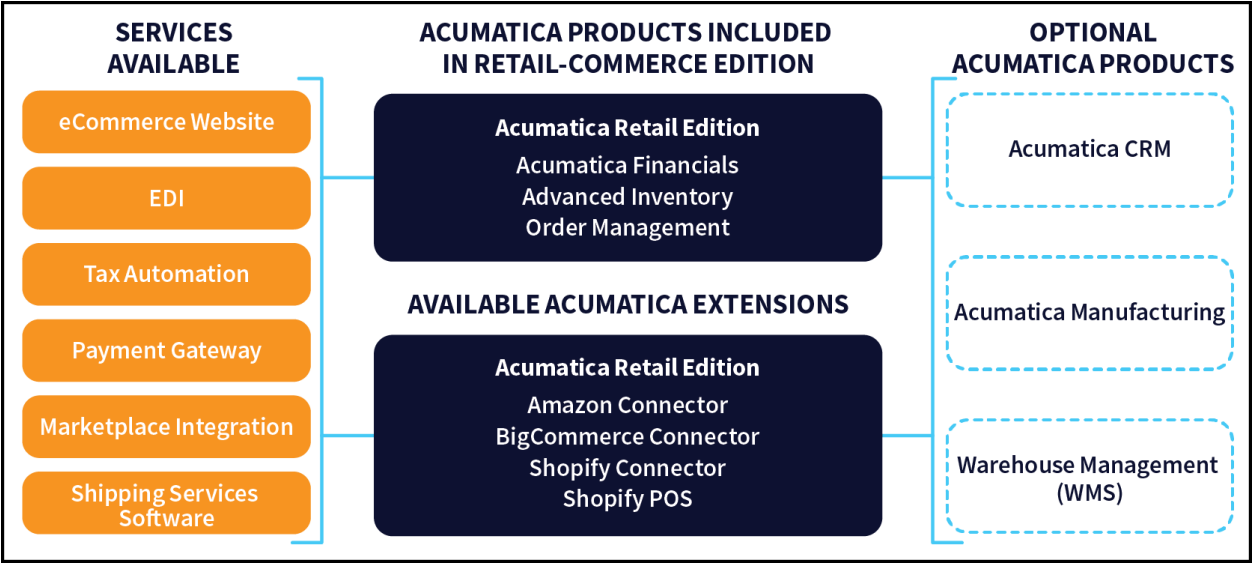 SERVICES
AVAILABLE
eCommerce Website
EDI
Tax Automation
Payment Gateway
Marketplace Integration
Shipping Services
Software
ACUMATICA PRODUCTS INCLUDED
IN RETAIL-COMMERCE EDITION
Acumatica Retail Edition
Acumatica Financials
Advanced Inventory
Order Management
AVAILABLE ACUMATICA EXTENSIONS
Acumatica Retail Edition
Amazon Connector
BigCommerce Connector
Shopify Connector
Shopify POS
OPTIONAL
ACUMATICA PRODUCTS
Acumatica CRM
Acumatica Manufacturing
Warehouse Management
(WMS)